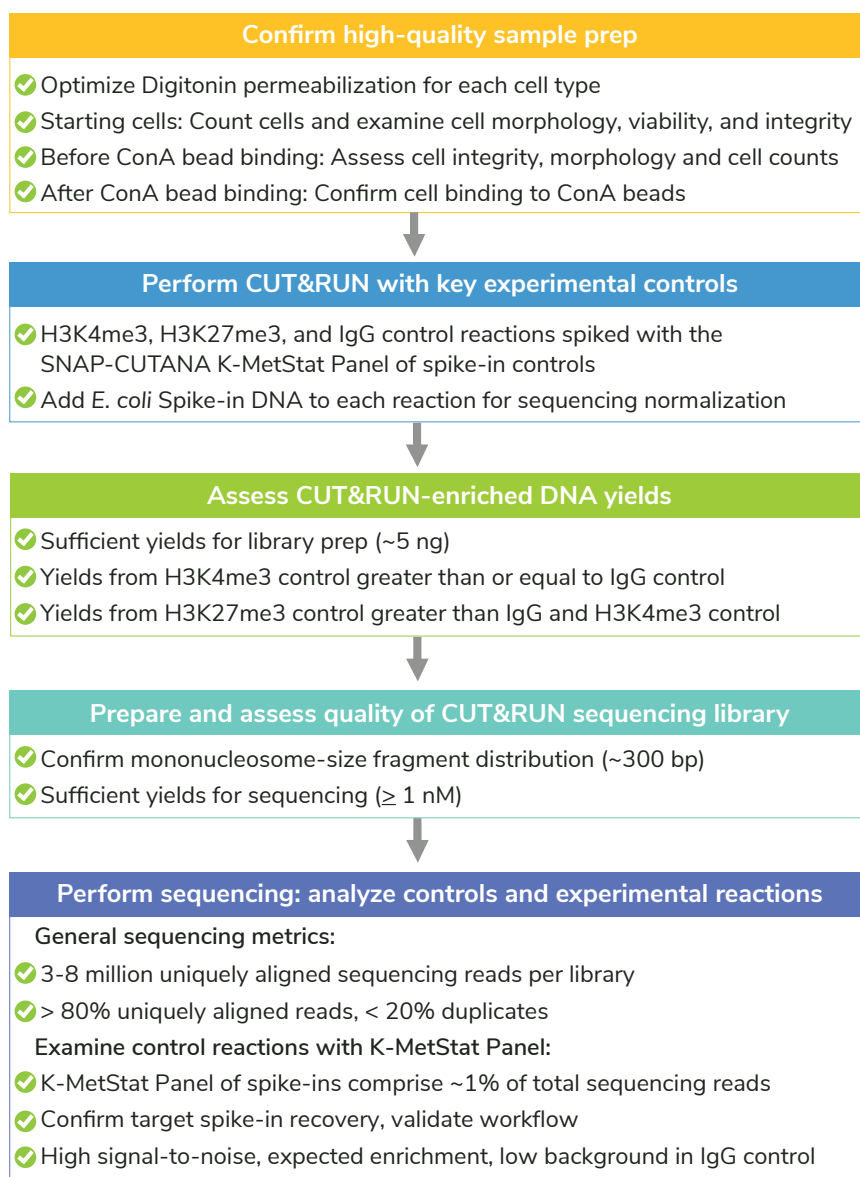 Confirm high-quality sample prep
Optimize Digitonin permeabilization for each cell type
Starting cells: Count cells and examine cell morphology, viability, and integrity
Before ConA bead binding: Assess cell integrity, morphology and cell counts
After ConA bead binding: Confirm cell binding to ConA beads
Perform CUT&RUN with key experimental controls
H3K4me3, H3K27me3, and IgG control reactions spiked with the
SNAP-CUTANA K-MetStat Panel of spike-in controls
Add E. coli Spike-in DNA to each reaction for sequencing normalization
Assess CUT&RUN-enriched DNA yields
Sufficient yields for library prep (~5 ng)
Yields from H3K4me3 control greater than or equal to IgG control
Yields from H3K27me3 control greater than IgG and H3K4me3 control
Prepare and assess quality of CUT&RUN sequencing library
Confirm mononucleosome-size fragment distribution (~300 bp)
Sufficient yields for sequencing (≥ 1 nM)
Perform sequencing: analyze controls and experimental reactions
General sequencing metrics:
3-8 million uniquely aligned sequencing reads per library
> 80% uniquely aligned reads, < 20% duplicates
Examine control reactions with K-MetStat Panel:
K-MetStat Panel of spike-ins comprise ~1% of total sequencing reads
Confirm target spike-in recovery, validate workflow
High signal-to-noise, expected enrichment, low background in IgG control